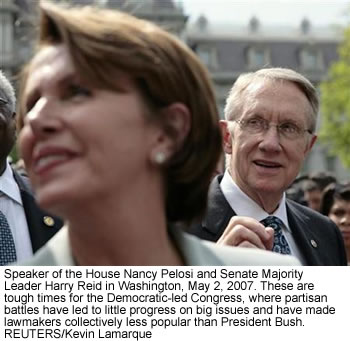 Speaker of the House Nancy Pelosi and Senate Majority
Leader Harry Reid in Washington, May 2, 2007. These are
tough times for the Democratic-led Congress, where partisan
battles have led to little progress on big issues and have made
lawmakers collectively less popular than President Bush.
REUTERS/Kevin Lamarque